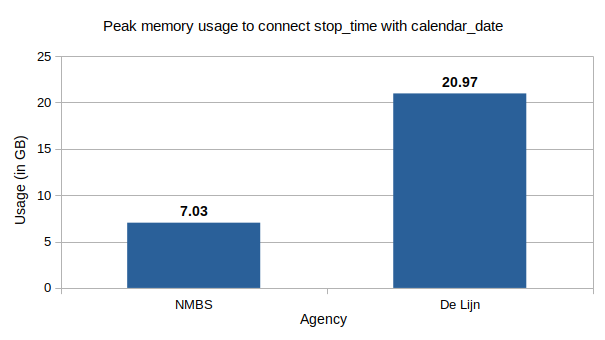 Peak memory usage to connect stop_time with calendar_date
Usage (in GB)
25
20
15
10
5
0
7.03
20.97
NMBS
De Lijn
Agency